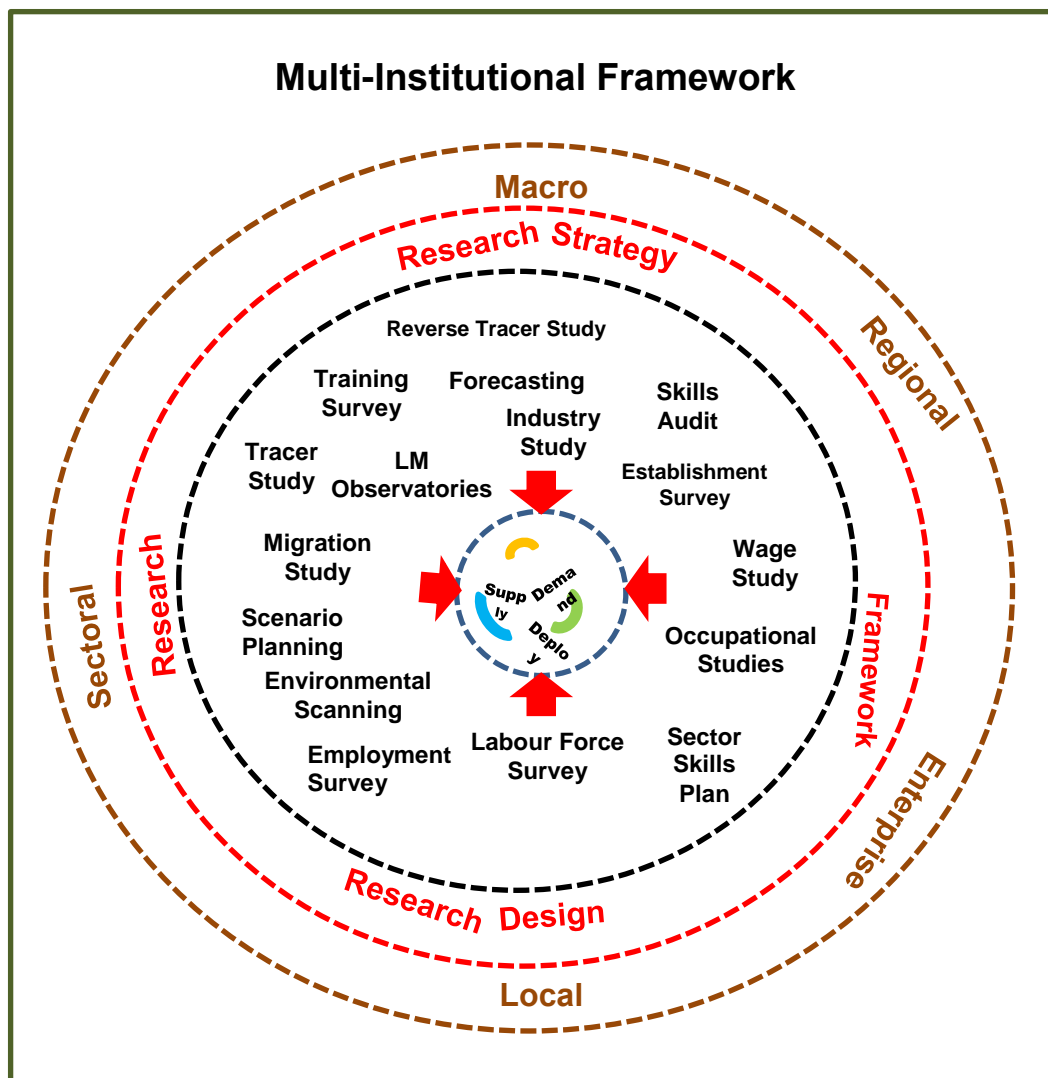 Multi-Institutional Framework
Macro
Research Strategy
Regional
Reverse Tracer Study
Training
Survey
Forecasting
Skills
Audit
Industry
Study
Tracer
Study
LM
Observatories
Establishment
Survey
Migration
Study
Wage
Study
Supp
ly
Dema
nd
Deplo
y
Sectoral
Research
Framework
Scenario
Planning
Occupational
Studies
Environmental
Scanning
Employment
Survey
Labour Force
Survey
Sector
Skills
Plan
Enterprise
Research Design
Local